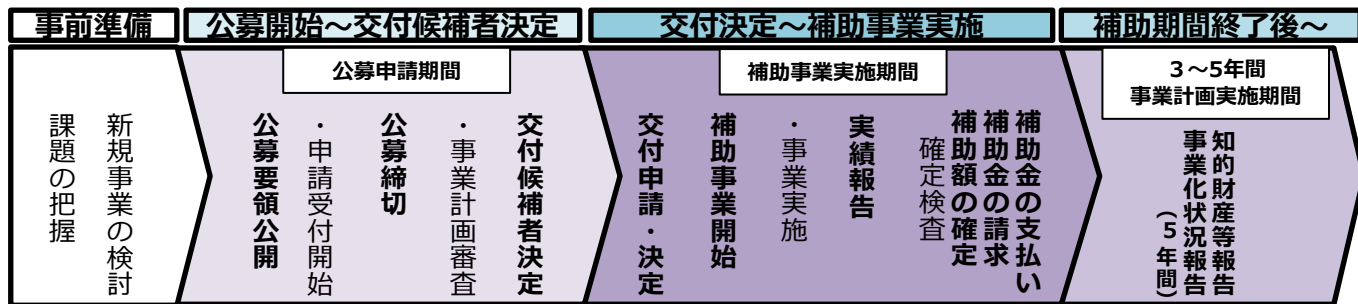 事前準備
公募開始～交付候補者決定
交付決定～補助事業実施
補助期間終了後～
課題の把握
新規事業の検討
公募申請期間
公募要領公開
・申請受付開始
公募締切
・事業計画審査
交付候補者決定
補助事業実施期間
交付申請・決定
補助事業開始
・事業実施
実績報告
確定検査
補助額の確定
補助金の請求
補助金の支払い
3～5年間
事業計画実施期間
知的財産等報告
事業化状況報告
（5年間）